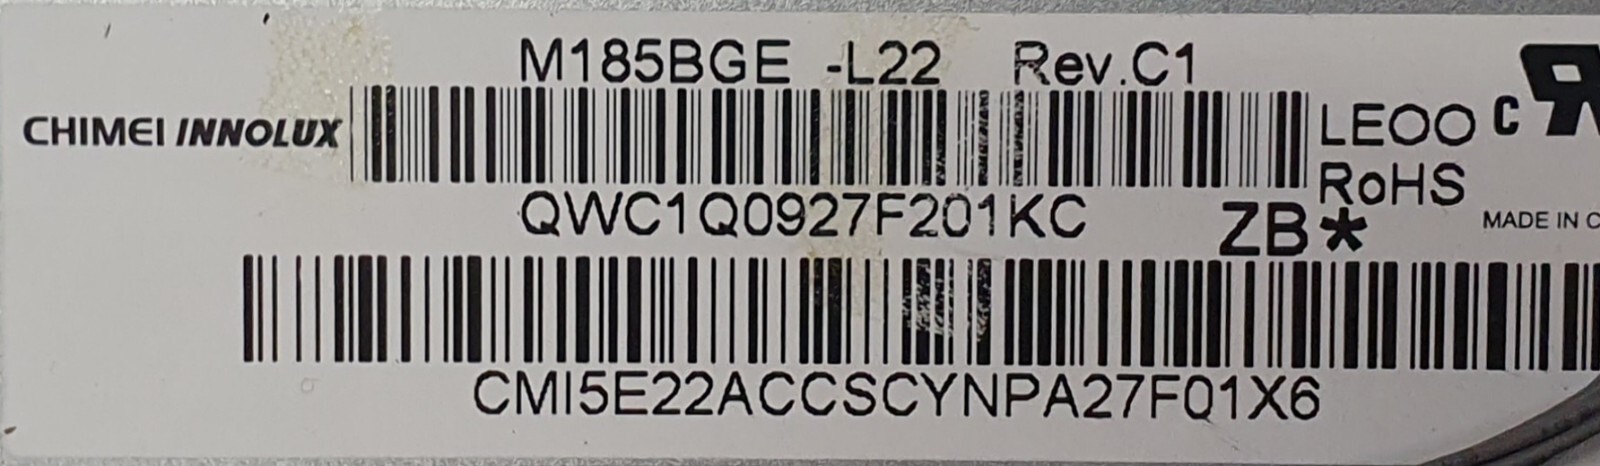 M185BGE -L22 Rev.C1
CHIMEI INNOLUX
LEOO
RoHS
QWC1Q0927F201KC
ZB*
MADE IN C
CMI5E22ACCSCYNPA27F01X6